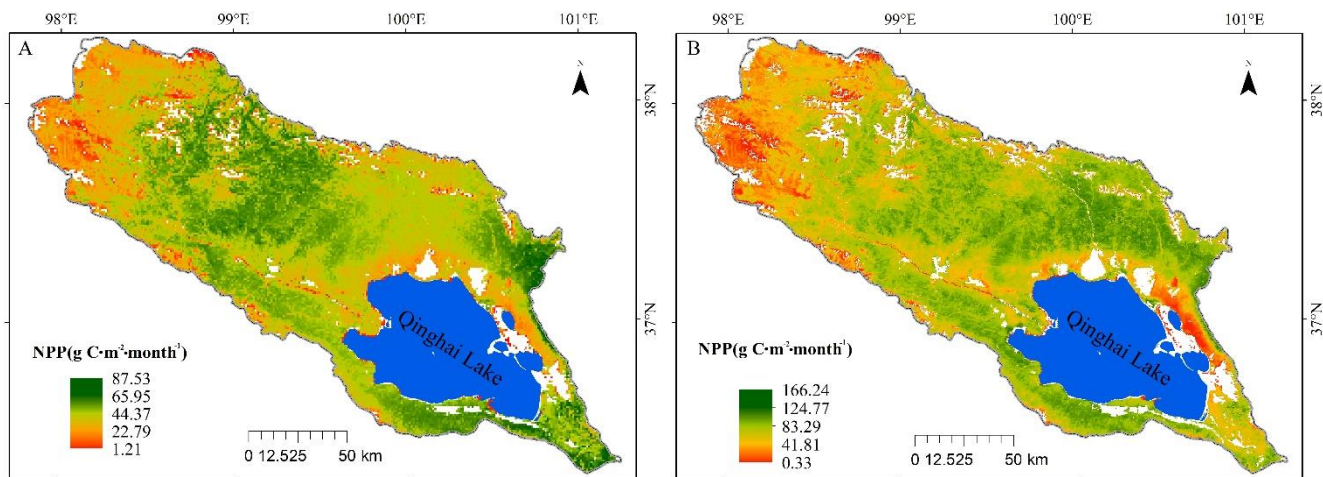 98°E 99°E 100°E 101°E
A
N
38°N
37°N
Qinghai Lake
NPP(g C·m⁻²·month⁻¹)
87.53
65.95
44.37
22.79
1.21
0 12.525 50 km
98°E 99°E 100°E 101°E
B
N
38°N
37°N
Qinghai Lake
NPP(g C·m⁻²·month⁻¹)
166.24
124.77
83.29
41.81
0.33
0 12.525 50 km